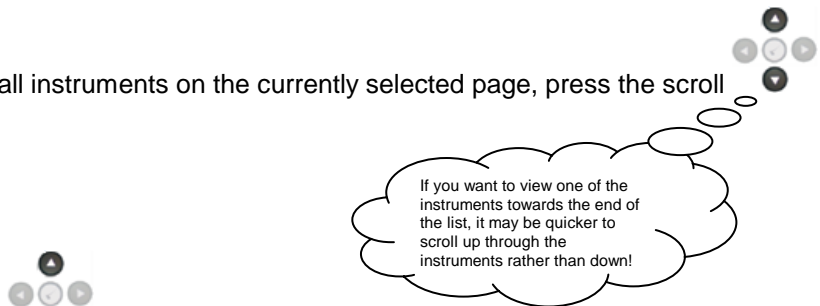 all instruments on the currently selected page, press the scroll
If you want to view one of the
instruments towards the end of
the list, it may be quicker to
scroll up through the
instruments rather than down!